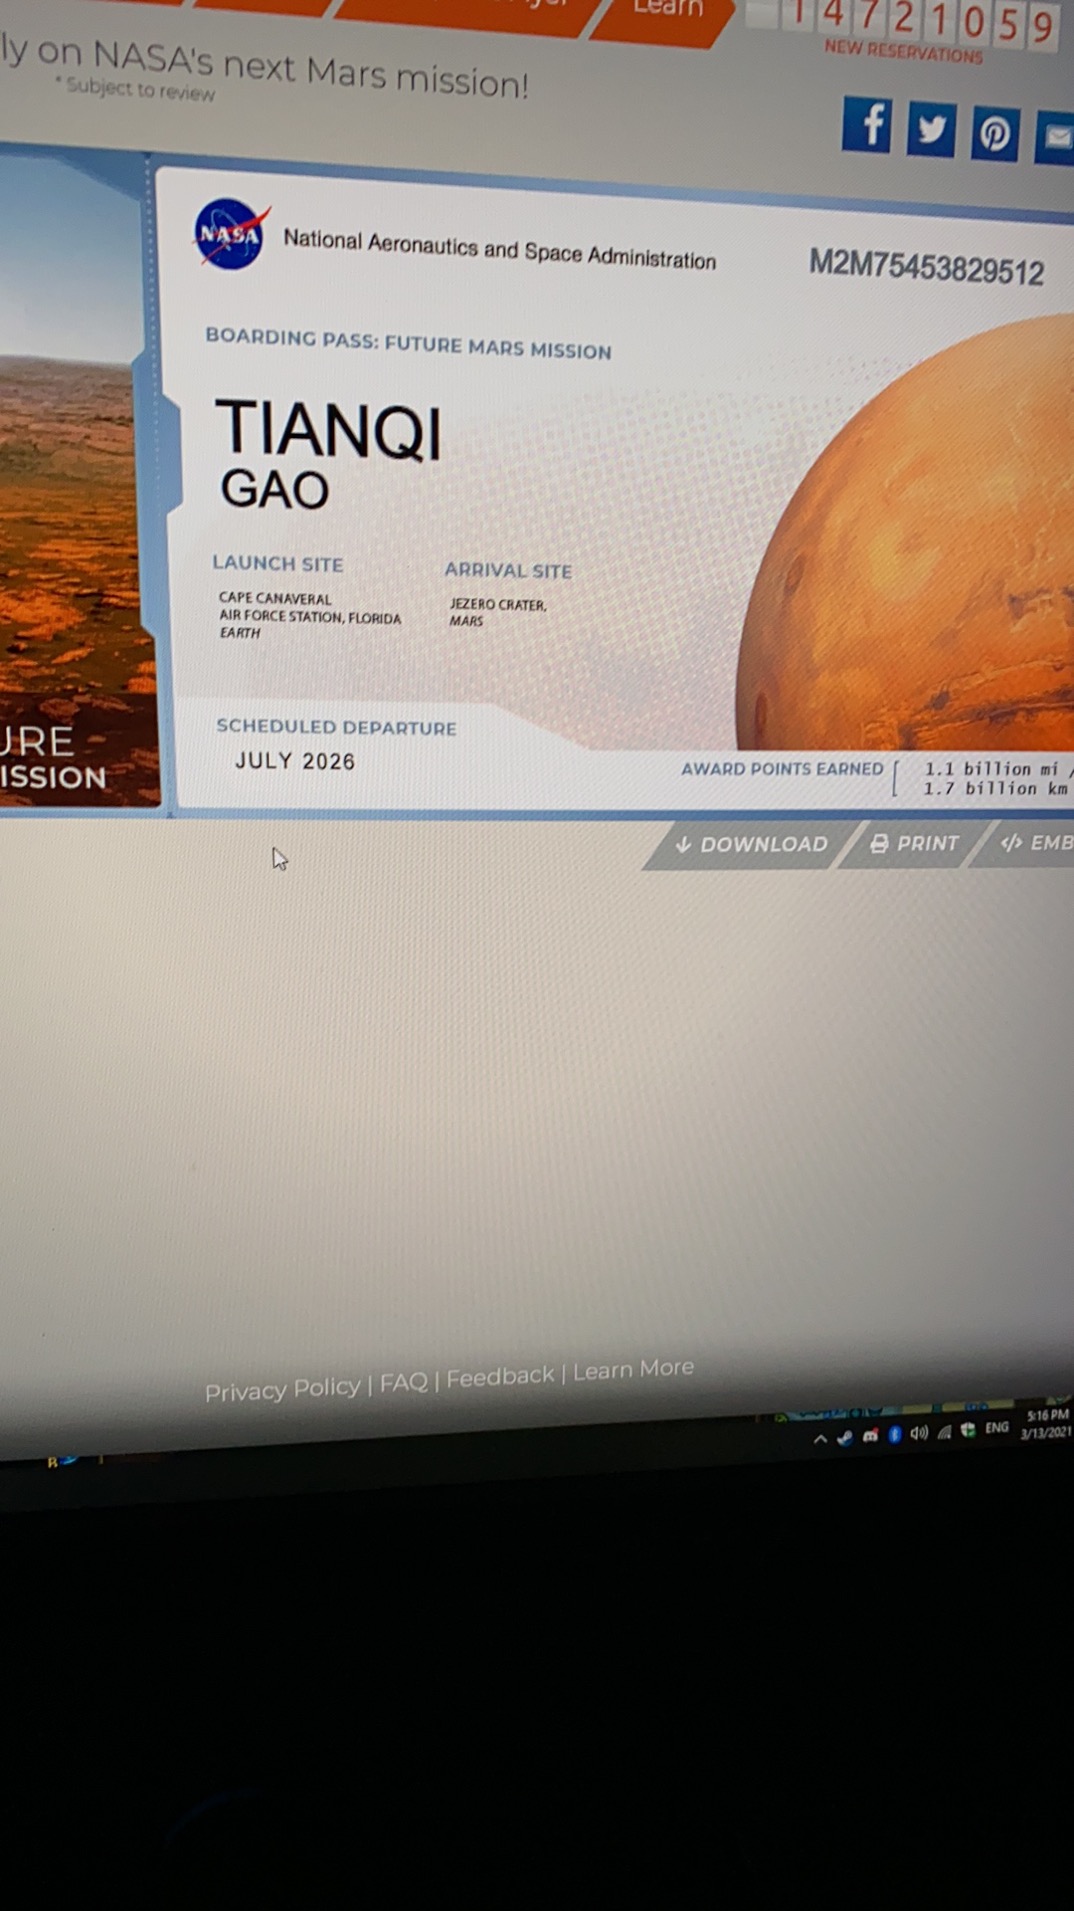 Learn
14721059
NEW RESERVATIONS
ly on NASA's next Mars mission!
*Subject to review
NASA
National Aeronautics and Space Administration
M2M75453829512
BOARDING PASS: FUTURE MARS MISSION
TIANQI
GAO
LAUNCH SITE
ARRIVAL SITE
CAPE CANAVERAL
AIR FORCE STATION, FLORIDA
EARTH
JEZERO CRATER,
MARS
URE
ISSION
SCHEDULED DEPARTURE
JULY 2026
AWARD POINTS EARNED
1.1 billion mi /
1.7 billion km
DOWNLOAD
PRINT
</> EMB
Privacy Policy | FAQ | Feedback | Learn More
ENG
5:16 PM
3/13/2021